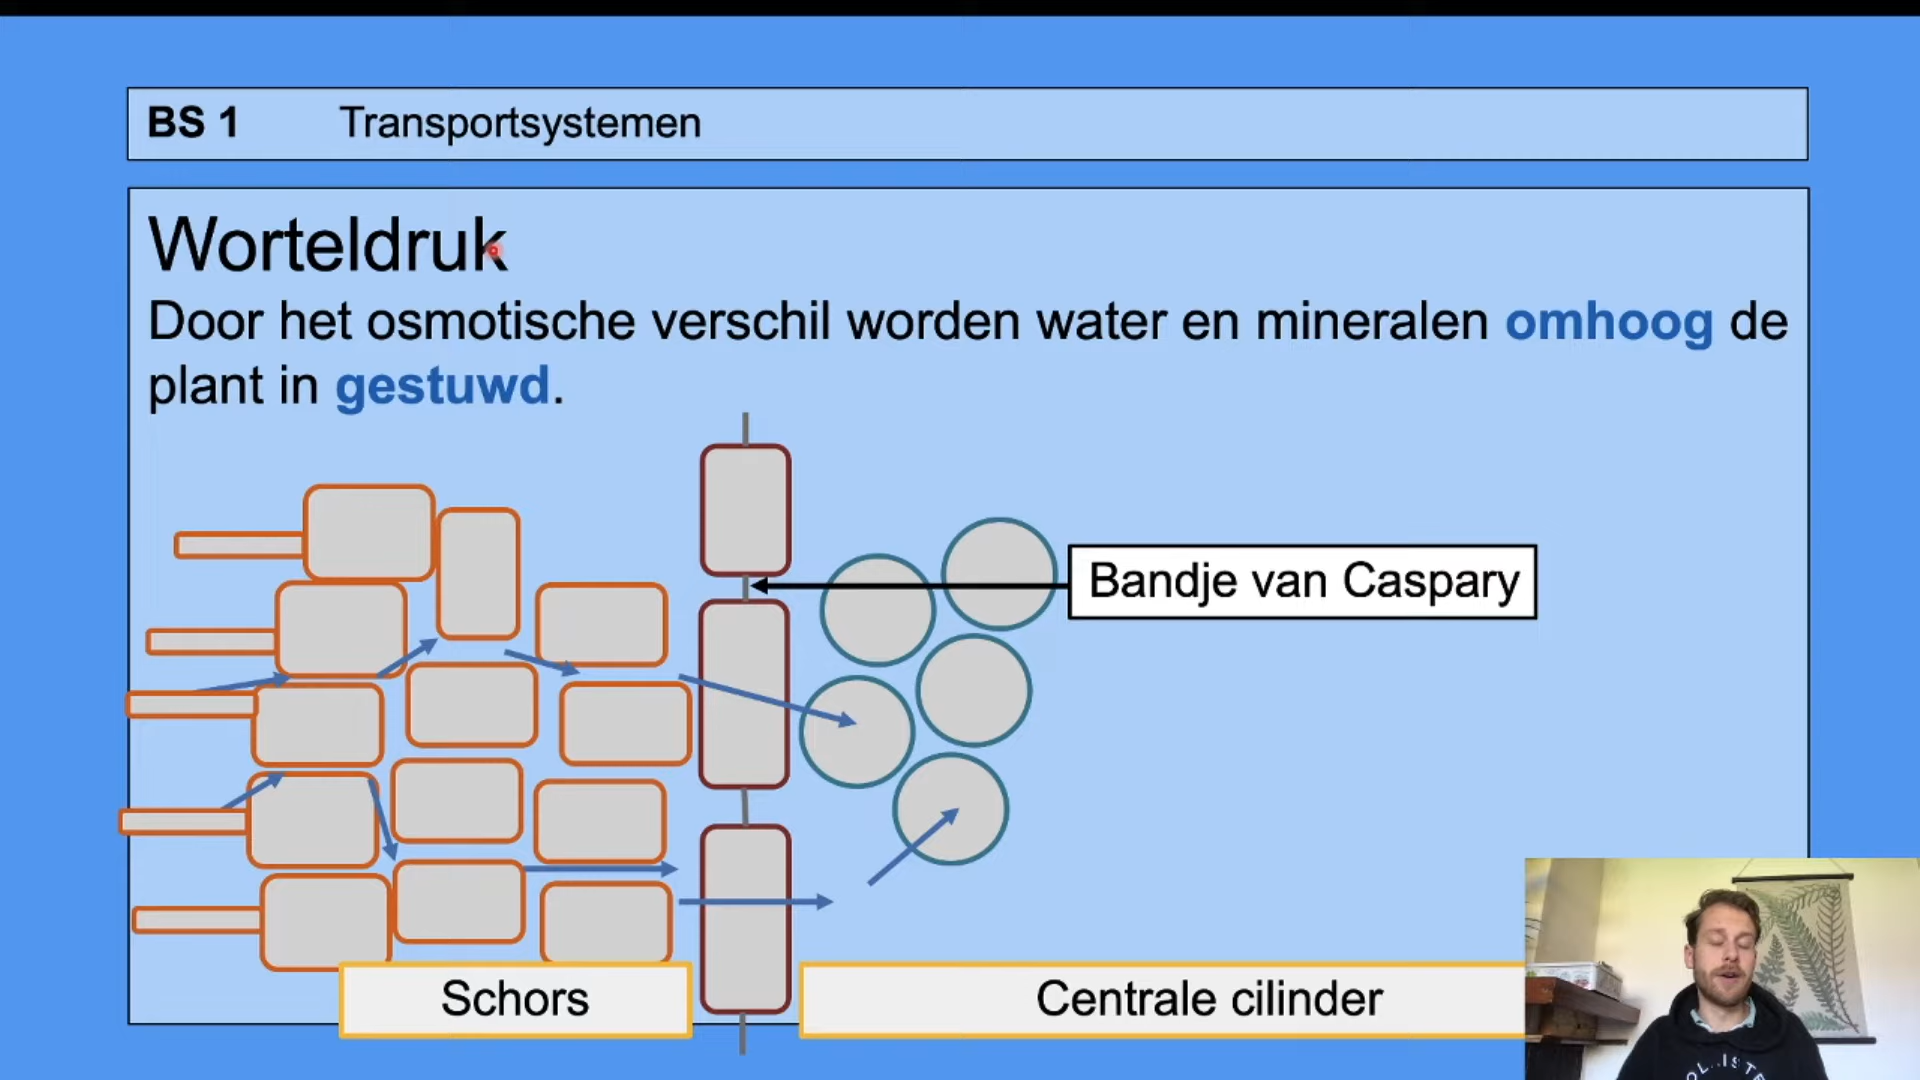 BS 1 Transportsystemen
Worteldruk
Door het osmotische verschil worden water en mineralen omhoog de
plant in gestuwd.
Bandje van Caspary
Schors
Centrale cilinder